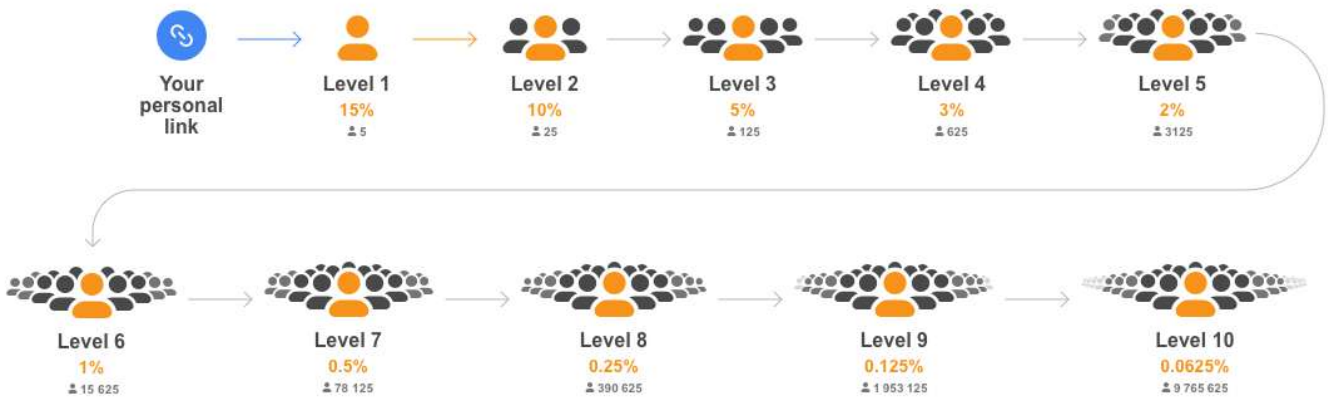 Your
personal
link
Level 1
15%
5
Level 2
10%
25
Level 3
5%
125
Level 4
3%
625
Level 5
2%
3125
Level 6
1%
15 625
Level 7
0.5%
78 125
Level 8
0.25%
390 625
Level 9
0.125%
1 953 125
Level 10
0.0625%
9 765 625